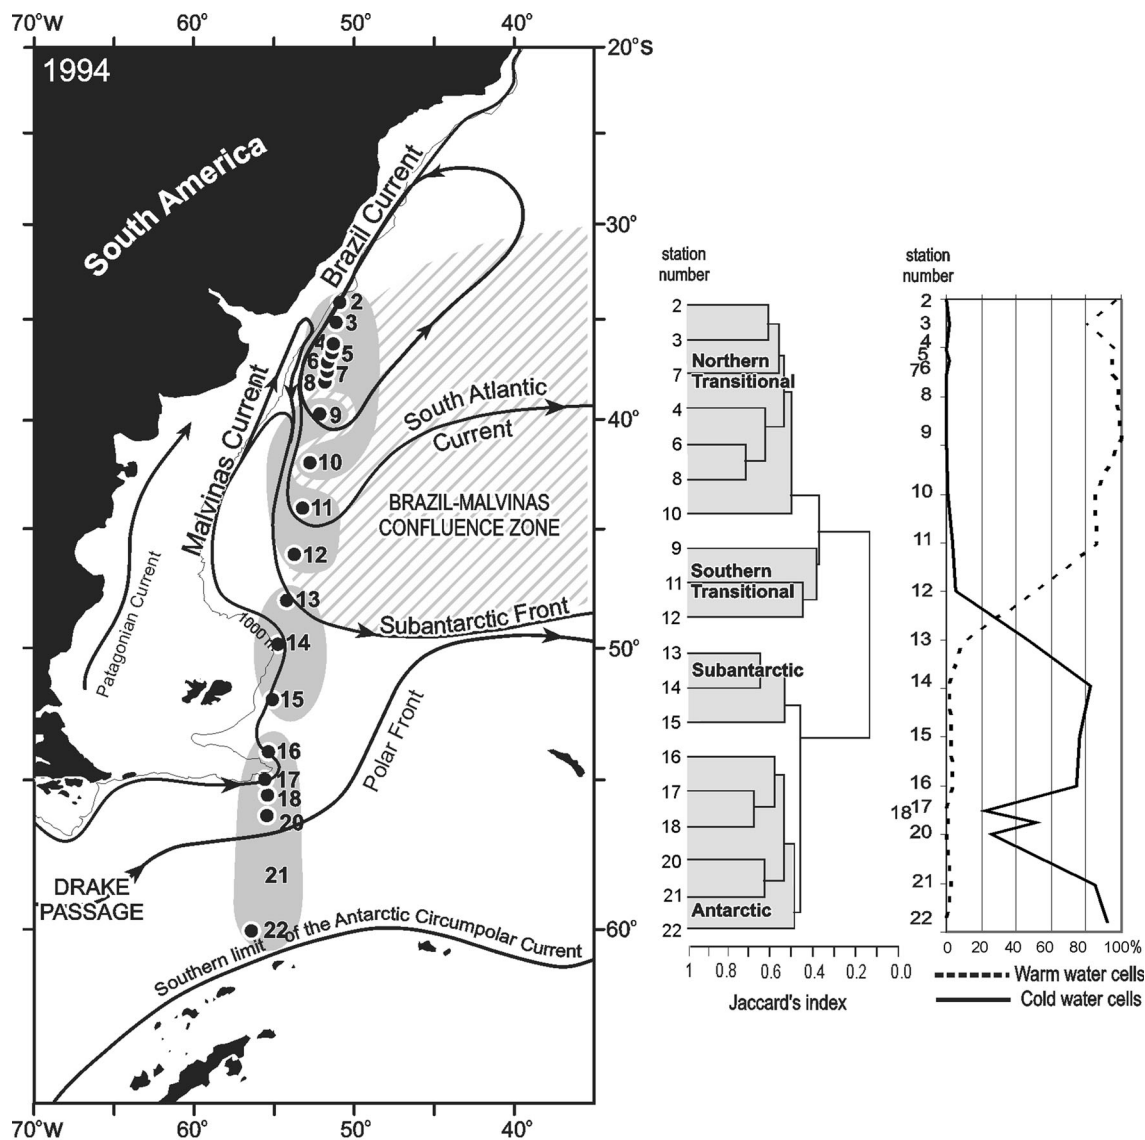 70°W
60°
50°
40°
20°S
1994
South America
Brazil Current
30°
2
3
4
5
6
7
8
9
40°
10
11
12
13
14
15
16
17
18
20
21
22
Malvinas Current
South Atlantic
Current
BRAZIL-MALVINAS
CONFLUENCE ZONE
Patagonian Current
1000 m
Subantarctic Front
50°
Polar Front
DRAKE
PASSAGE
60°
Southern limit of the Antarctic Circumpolar Current
70°W
60°
50°
40°
station
number
2
3
7
4
6
8
10
9
11
12
13
14
15
16
17
18
20
21
22
Northern
Transitional
Southern
Transitional
Subantarctic
Antarctic
1 0.8 0.6 0.4 0.2 0.0
Jaccard's index
station
number
2
3
4
5
76
8
9
10
11
12
13
14
15
16
1817
20
21
22
0 20 40 60 80 100%
Warm water cells
Cold water cells